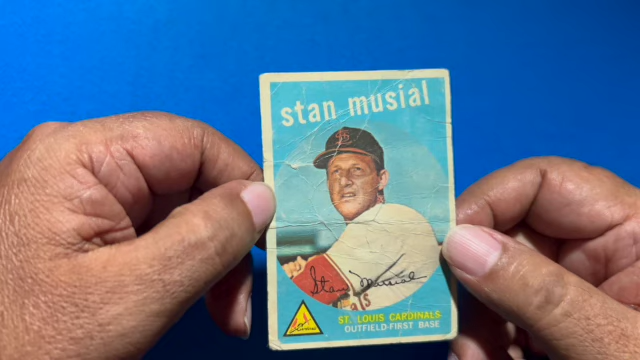 stan musial
Stan Musial
ST. LOUIS CARDINALS
OUTFIELD-FIRST BASE